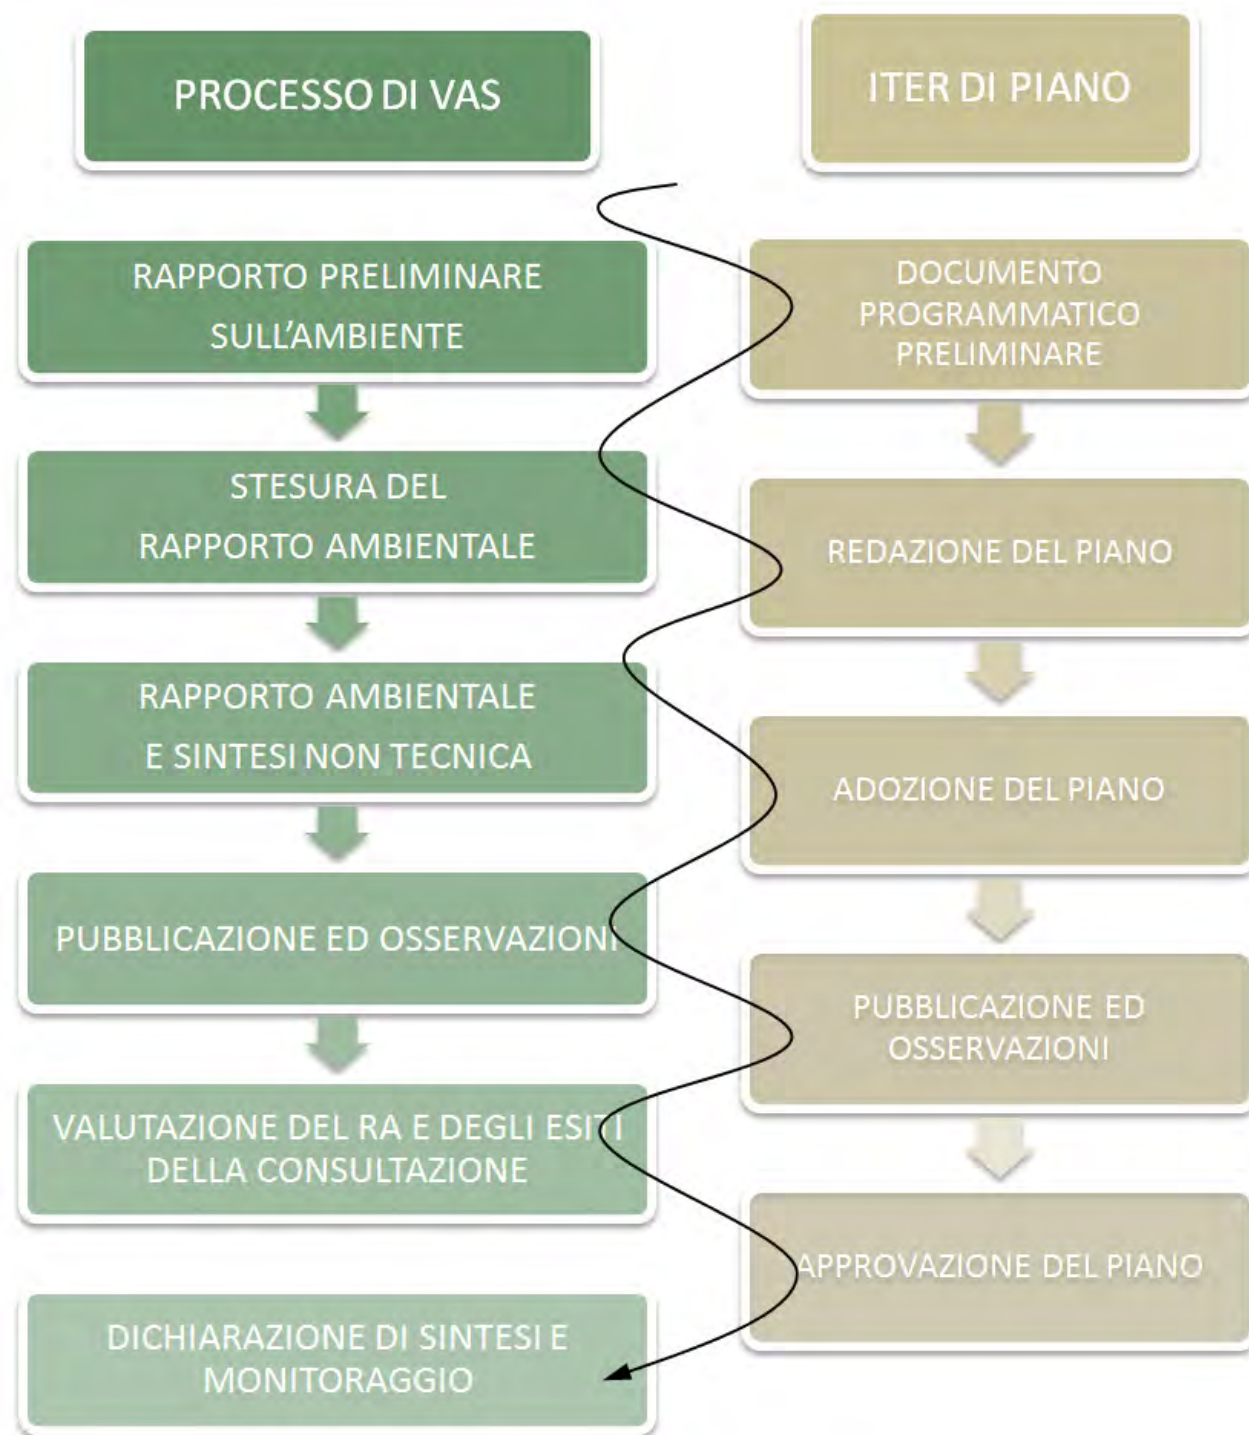 PROCESSO DI VAS
RAPPORTO PRELIMINARE
SULL'AMBIENTE
STESURA DEL
RAPPORTO AMBIENTALE
RAPPORTO AMBIENTALE
E SINTESI NON TECNICA
PUBBLICAZIONE ED OSSERVAZIONI
VALUTAZIONE DEL RA E DEGLI ESITI
DELLA CONSULTAZIONE
DICHIARAZIONE DI SINTESI E
MONITORAGGIO
ITER DI PIANO
DOCUMENTO
PROGRAMMATICO
PRELIMINARE
REDAZIONE DEL PIANO
ADOZIONE DEL PIANO
PUBBLICAZIONE ED
OSSERVAZIONI
APPROVAZIONE DEL PIANO